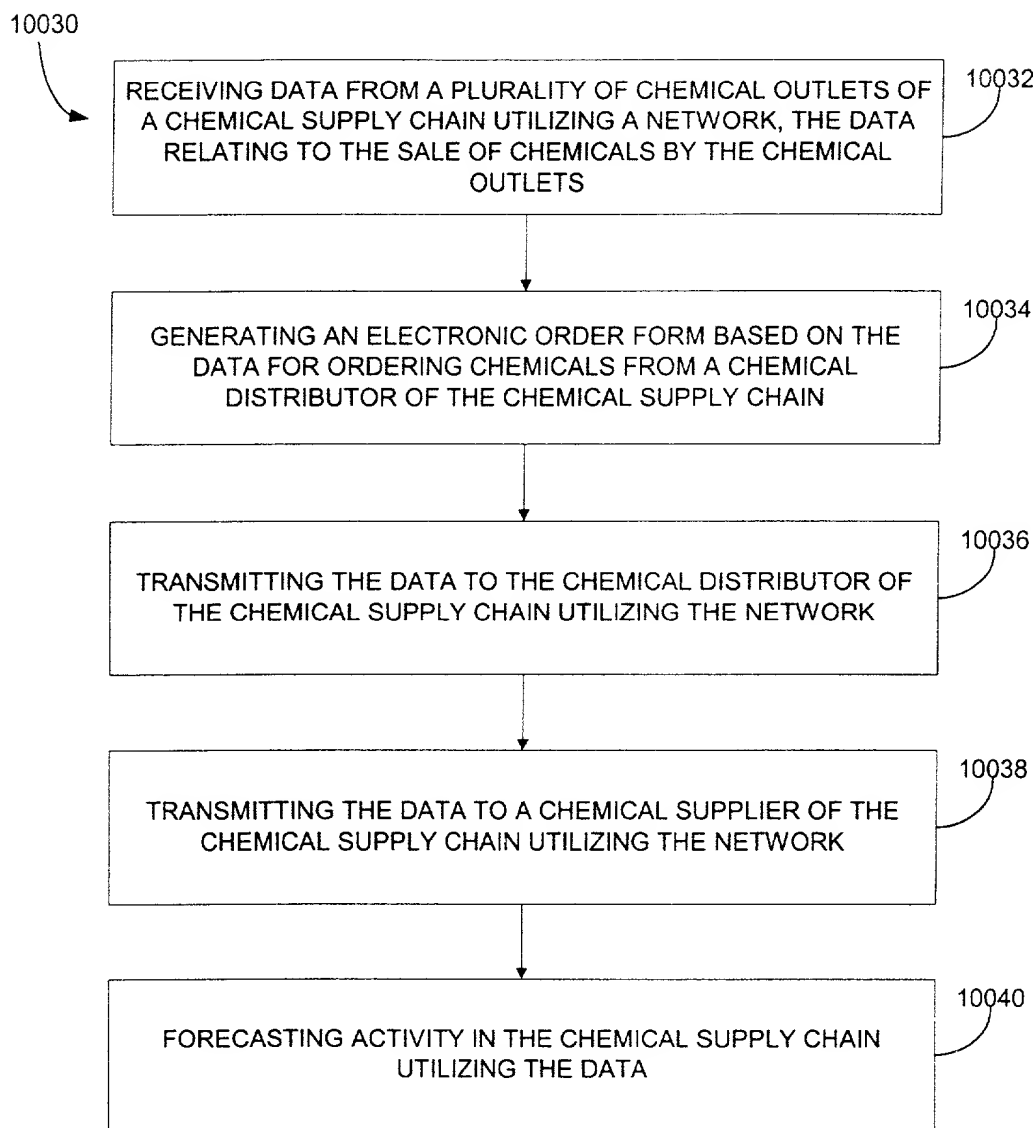 10030
RECEIVING DATA FROM A PLURALITY OF CHEMICAL OUTLETS OF
A CHEMICAL SUPPLY CHAIN UTILIZING A NETWORK, THE DATA
RELATING TO THE SALE OF CHEMICALS BY THE CHEMICAL
OUTLETS
10032
GENERATING AN ELECTRONIC ORDER FORM BASED ON THE
DATA FOR ORDERING CHEMICALS FROM A CHEMICAL
DISTRIBUTOR OF THE CHEMICAL SUPPLY CHAIN
10034
TRANSMITTING THE DATA TO THE CHEMICAL DISTRIBUTOR OF
THE CHEMICAL SUPPLY CHAIN UTILIZING THE NETWORK
10036
TRANSMITTING THE DATA TO A CHEMICAL SUPPLIER OF THE
CHEMICAL SUPPLY CHAIN UTILIZING THE NETWORK
10038
FORECASTING ACTIVITY IN THE CHEMICAL SUPPLY CHAIN
UTILIZING THE DATA
10040